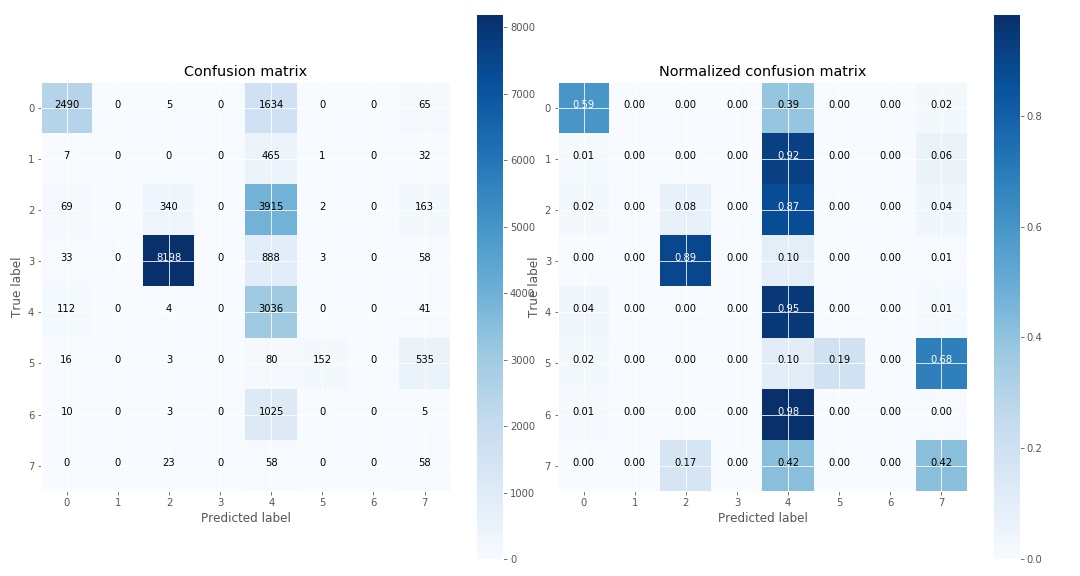 Confusion matrix
True label
0 2490 0 5 0 1634 0 0 65
1 7 0 0 0 465 1 0 32
2 69 0 340 0 3915 2 0 163
3 33 0 8198 0 888 3 0 58
4 112 0 4 0 3036 0 0 41
5 16 0 3 0 80 152 0 535
6 10 0 3 0 1025 0 0 5
7 0 0 23 0 58 0 0 58
0 1 2 3 4 5 6 7
Predicted label
8000
7000
6000
5000
4000
3000
2000
1000
0
Normalized confusion matrix
True label
0 0.59 0.00 0.00 0.00 0.39 0.00 0.00 0.02
1 0.01 0.00 0.00 0.00 0.92 0.00 0.00 0.06
2 0.02 0.00 0.08 0.00 0.87 0.00 0.00 0.04
3 0.00 0.00 0.89 0.00 0.10 0.00 0.00 0.01
4 0.04 0.00 0.00 0.00 0.95 0.00 0.00 0.01
5 0.02 0.00 0.00 0.00 0.10 0.19 0.00 0.68
6 0.01 0.00 0.00 0.00 0.98 0.00 0.00 0.00
7 0.00 0.00 0.17 0.00 0.42 0.00 0.00 0.42
0 1 2 3 4 5 6 7
Predicted label
0.8
0.6
0.4
0.2
0.0